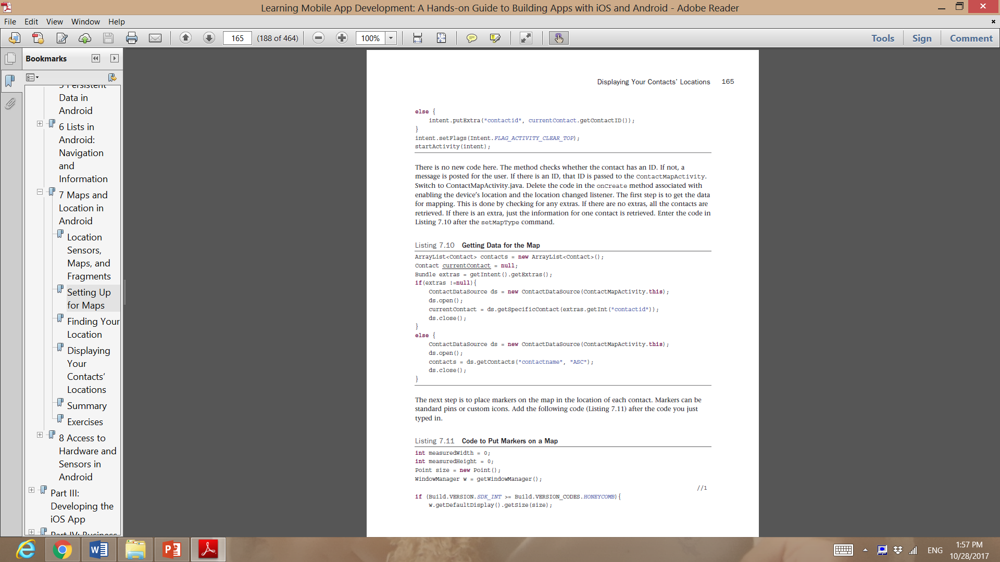 Learning Mobile App Development: A Hands-on Guide to Building Apps with iOS and Android - Adobe Reader
File Edit View Window Help
165 (188 of 464) 100% Tools Sign Comment
Bookmarks
5 Persistent
Data in
Android
6 Lists in
Android:
Navigation
and
Information
7 Maps and
Location in
Android
Location
Sensors,
Maps, and
Fragments
Setting Up
for Maps
Finding Your
Location
Displaying
Your
Contacts’
Locations
Summary
Exercises
8 Access to
Hardware and
Sensors in
Android
Part III:
Developing the
iOS App
Part IV: Business
Displaying Your Contacts’ Locations 165
else {
    intent.putExtra("contactid", currentContact.getContactID());
}
intent.setFlags(Intent.FLAG_ACTIVITY_CLEAR_TOP);
startActivity(intent);
There is no new code here. The method checks whether the contact has an ID. If not, a
message is posted for the user. If there is an ID, that ID is passed to the ContactMapActivity.
Switch to ContactMapActivity.java. Delete the code in the onCreate method associated with
enabling the device’s location and the location changed listener. The first step is to get the data
for mapping. This is done by checking for any extras. If there are no extras, all the contacts are
retrieved. If there is an extra, just the information for one contact is retrieved. Enter the code in
Listing 7.10 after the setMapType command.
Listing 7.10 Getting Data for the Map
ArrayList<Contact> contacts = new ArrayList<Contact>();
Contact currentContact = null;
Bundle extras = getIntent().getExtras();
if(extras !=null){
    ContactDataSource ds = new ContactDataSource(ContactMapActivity.this);
    ds.open();
    currentContact = ds.getSpecificContact(extras.getInt("contactid"));
    ds.close();
}
else {
    ContactDataSource ds = new ContactDataSource(ContactMapActivity.this);
    ds.open();
    contacts = ds.getContacts("contactname", "ASC");
    ds.close();
}
The next step is to place markers on the map in the location of each contact. Markers can be
standard pins or custom icons. Add the following code (Listing 7.11) after the code you just
typed in.
Listing 7.11 Code to Put Markers on a Map
int measuredWidth = 0;
int measuredHeight = 0;
Point size = new Point();
WindowManager w = getWindowManager();
//1
if (Build.VERSION.SDK_INT >= Build.VERSION_CODES.HONEYCOMB){
    w.getDefaultDisplay().getSize(size);
ENG
1:57 PM
10/28/2017